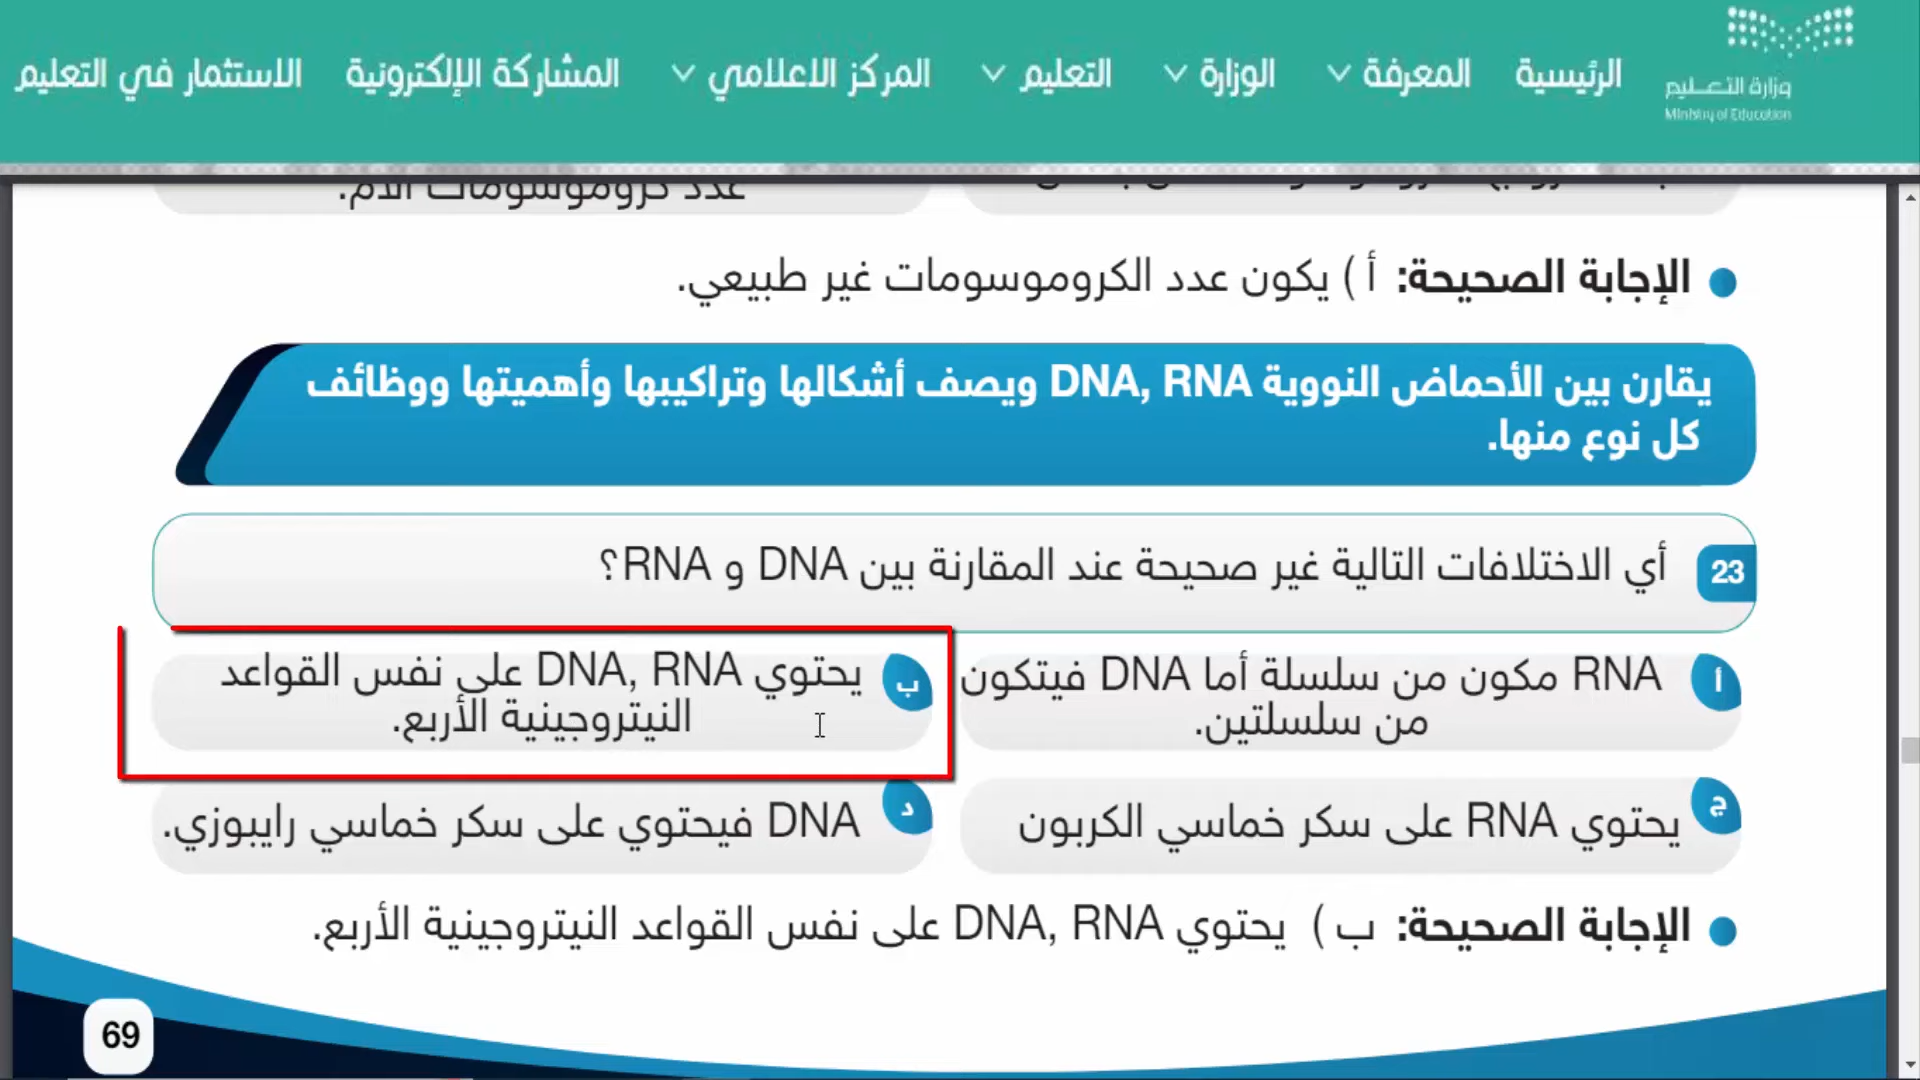 الرئيسية المعرفة الوزارة التعليم المركز الاعلامي المشاركة الإلكترونية الاستثمار في التعليم
وزارة التعليم
Ministry of Education
عدد كروموسومات الأم.
الإجابة الصحيحة: أ ) يكون عدد الكروموسومات غير طبيعي.
يقارن بين الأحماض النووية DNA, RNA ويصف أشكالها وتراكيبها وأهميتها ووظائف
كل نوع منها.
23 أي الاختلافات التالية غير صحيحة عند المقارنة بين DNA و RNA؟
أ RNA مكون من سلسلة أما DNA فيتكون
من سلسلتين.
ب يحتوي DNA, RNA على نفس القواعد
النيتروجينية الأربع.
ج يحتوي RNA على سكر خماسي الكربون
د DNA فيحتوي على سكر خماسي رايبوزي.
الإجابة الصحيحة: ب ) يحتوي DNA, RNA على نفس القواعد النيتروجينية الأربع.
69